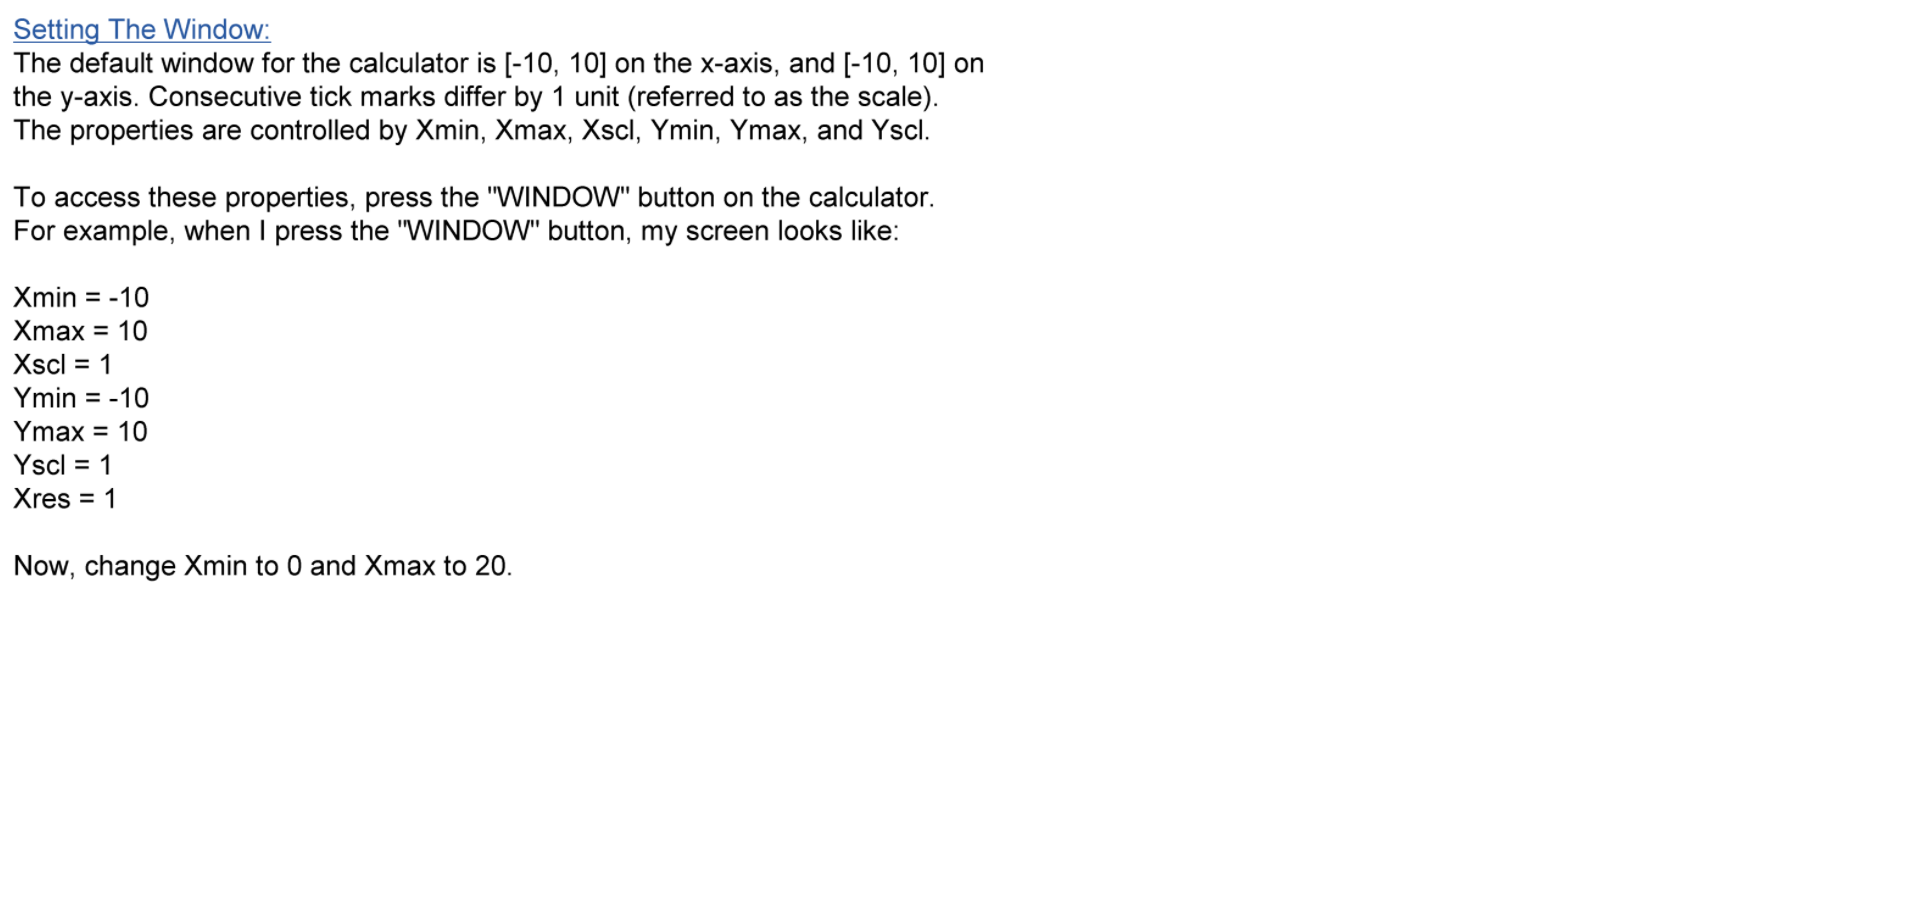 Setting The Window:
The default window for the calculator is [-10, 10] on the x-axis, and [-10, 10] on
the y-axis. Consecutive tick marks differ by 1 unit (referred to as the scale).
The properties are controlled by Xmin, Xmax, Xscl, Ymin, Ymax, and Yscl.
To access these properties, press the "WINDOW" button on the calculator.
For example, when I press the "WINDOW" button, my screen looks like:
Xmin = -10
Xmax = 10
Xscl = 1
Ymin = -10
Ymax = 10
Yscl = 1
Xres = 1
Now, change Xmin to 0 and Xmax to 20.